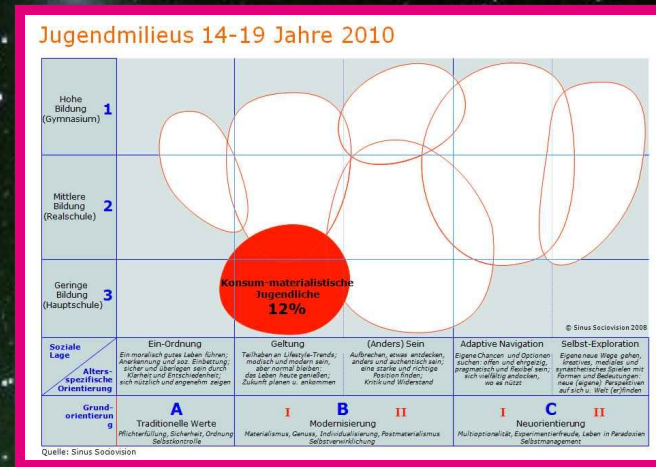 Jugendmilieus 14-19 Jahre 2010
Hohe
Bildung 1
(Gymnasium)
Mittlere
Bildung 2
(Realschule)
Geringe
Bildung 3
(Hauptschule)
Konsum-materialistische
Jugendliche
12%
© Sinus Sociovision 2008
Soziale
Lage
Alters-
spezifische
Orientierung
Ein-Ordnung
Ein moralisch gutes Leben führen;
Anerkennung und soz. Einbettung;
sicher und überlegen sein durch
Klarheit und Entschiedenheit;
sich nützlich und angenehm zeigen
Geltung
Teilhaben an Lifestyle-Trends;
modisch und modern sein,
aber normal bleiben:
das Leben heute genießen;
Zukunft planen u. ankommen
(Anders) Sein
Aufbrechen, etwas entdecken,
anders und authentisch sein;
eine starke und richtige
Position finden;
Kritik und Widerstand
Adaptive Navigation
Eigene Chancen und Optionen
suchen: offen und ehrgeizig,
pragmatisch und flexibel sein;
sich vielfältig andocken,
wo es nützt
Selbst-Exploration
Eigene neue Wege gehen,
kreatives, mediales und
synästhetisches Spielen mit
Formen und Bedeutungen:
neue (eigene) Perspektiven
auf sich u. Welt (er)finden
Grund-
orientierun
g
A
Traditionelle Werte
Pflichterfüllung, Sicherheit, Ordnung
Selbstkontrolle
I B II
Modernisierung
Materialismus, Genuss, Individualisierung, Postmaterialismus
Selbstverwirklichung
I C II
Neuorientierung
Multioptionalität, Experimentierfreude, Leben in Paradoxien
Selbstmanagement
Quelle: Sinus Sociovision